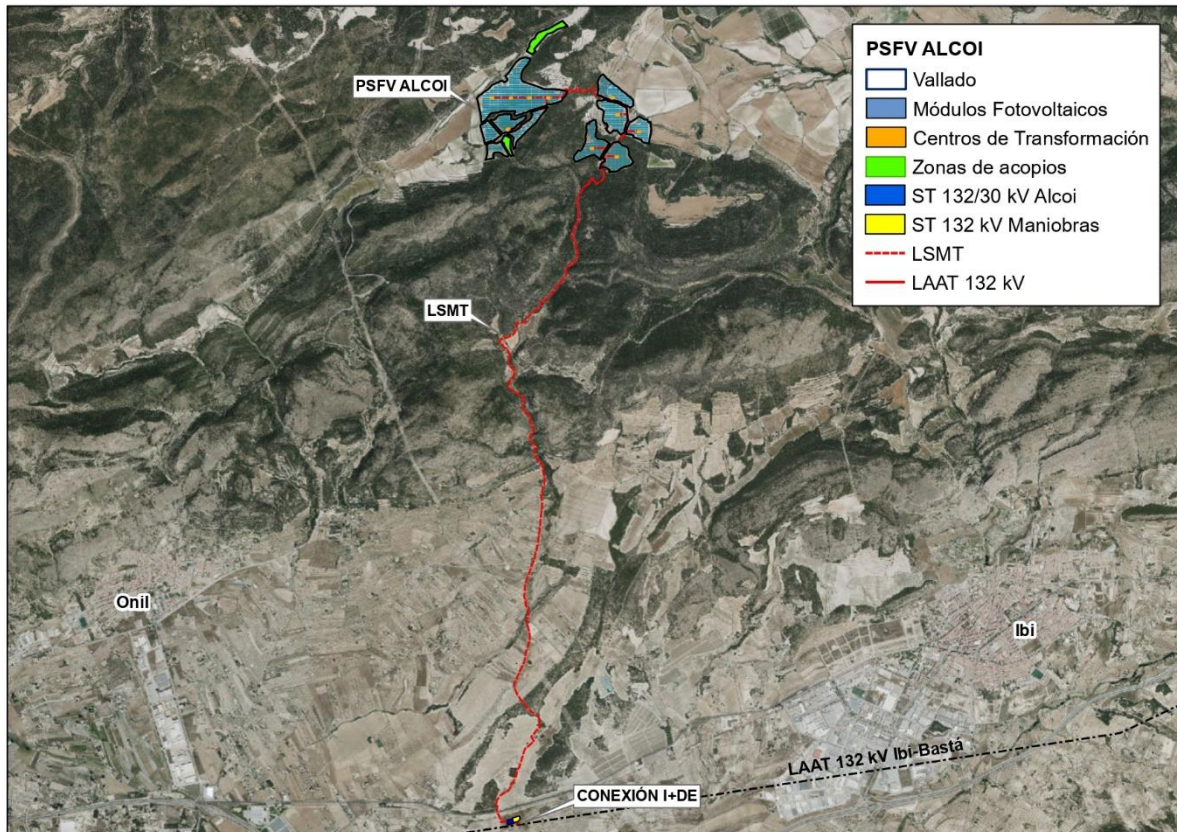 PSFV ALCOI
Vallado
Módulos Fotovoltaicos
Centros de Transformación
Zonas de acopios
ST 132/30 kV Alcoi
ST 132 kV Maniobras
LSMT
LAAT 132 kV
PSFV ALCOI
LSMT
Onil
Ibi
LAAT 132 kV Ibi-Bastá
CONEXIÓN I+DE